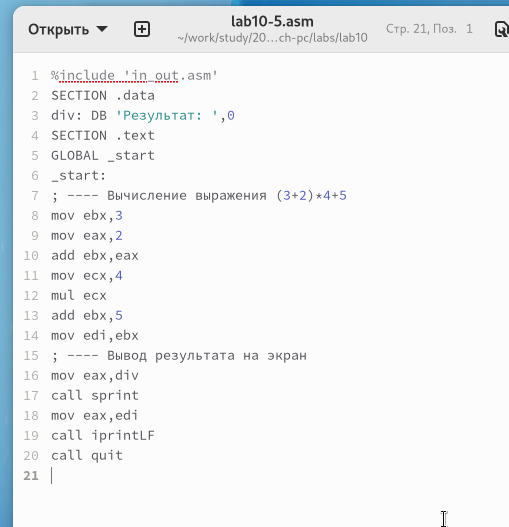 Открыть
lab10-5.asm
~/work/study/20…ch-pc/labs/lab10
Стр. 21, Поз. 1
1 %include 'in_out.asm'
2 SECTION .data
3 div: DB 'Результат: ',0
4 SECTION .text
5 GLOBAL _start
6 _start:
7 ; ---- Вычисление выражения (3+2)*4+5
8 mov ebx,3
9 mov eax,2
10 add ebx,eax
11 mov ecx,4
12 mul ecx
13 add ebx,5
14 mov edi,ebx
15 ; ---- Вывод результата на экран
16 mov eax,div
17 call sprint
18 mov eax,edi
19 call iprintLF
20 call quit
21